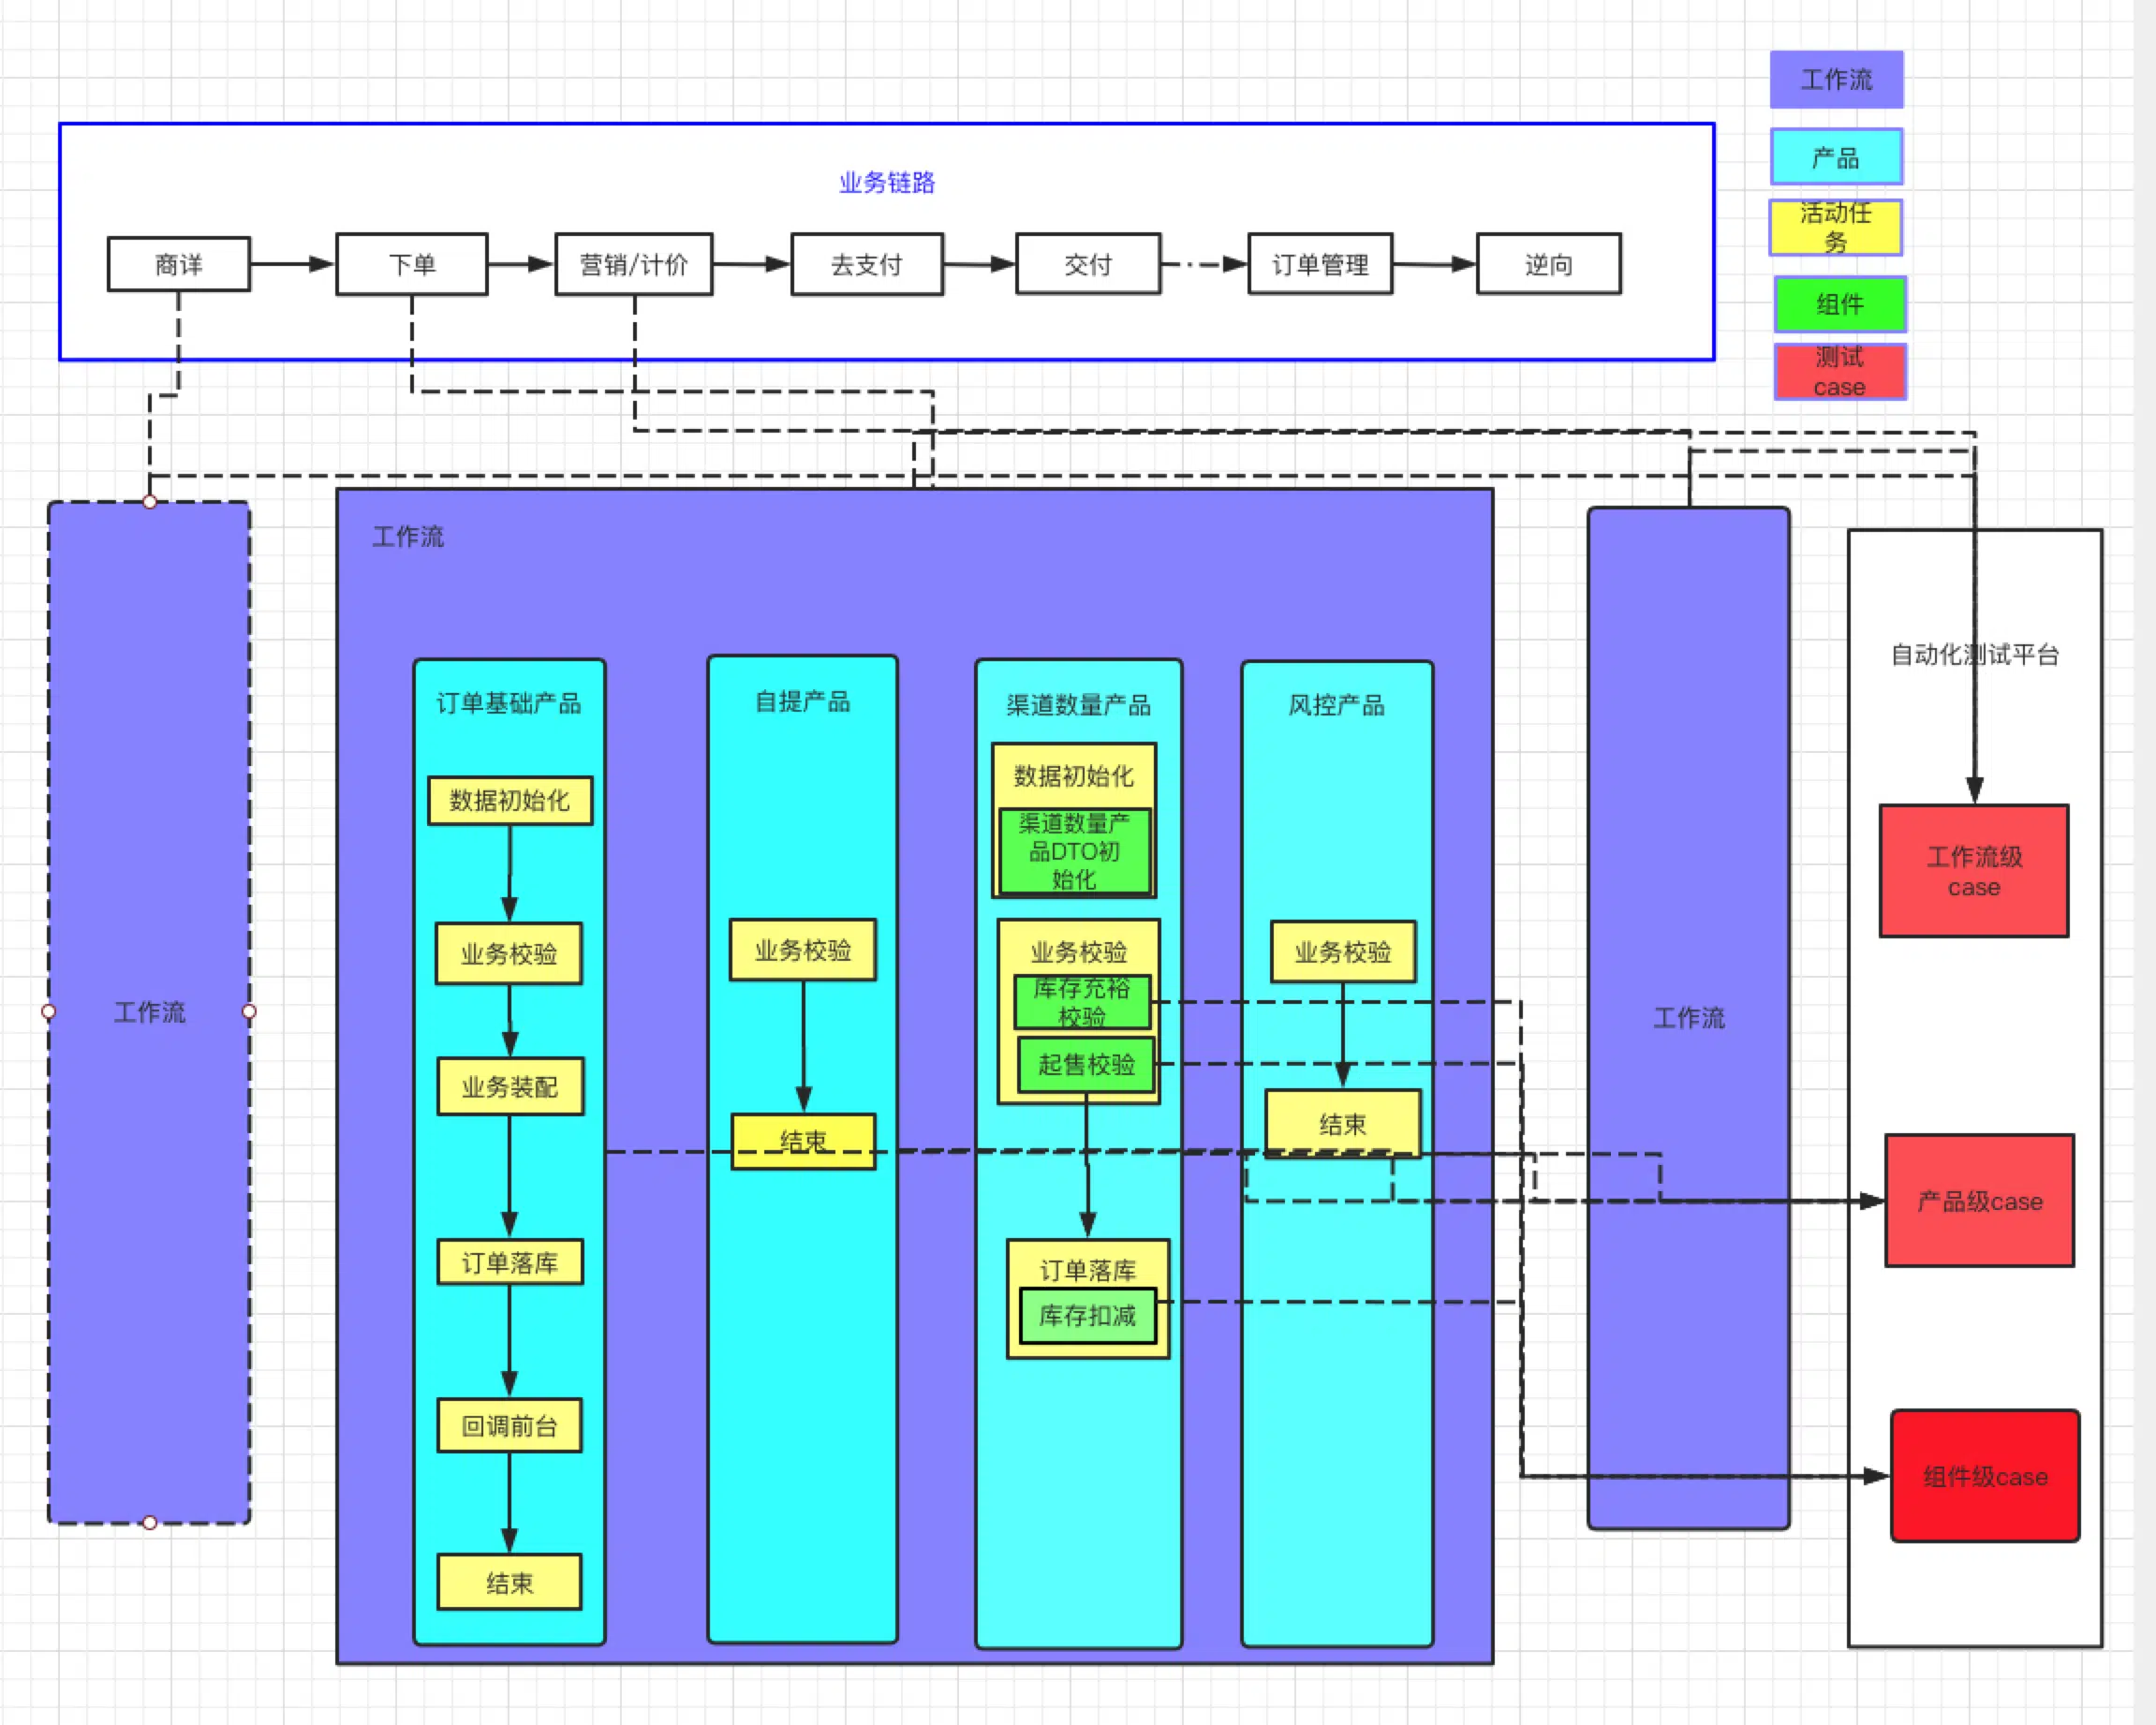 工作流
产品
活动任
务
组件
测试
case
业务链路
商详
下单
营销/计价
去支付
交付
订单管理
逆向
工作流
工作流
订单基础产品
数据初始化
业务校验
业务装配
订单落库
回调前台
结束
自提产品
业务校验
结束
渠道数量产品
数据初始化
渠道数量产
品DTO初
始化
业务校验
库存充裕
校验
起售校验
订单落库
库存扣减
风控产品
业务校验
结束
工作流
自动化测试平台
工作流级
case
产品级case
组件级case